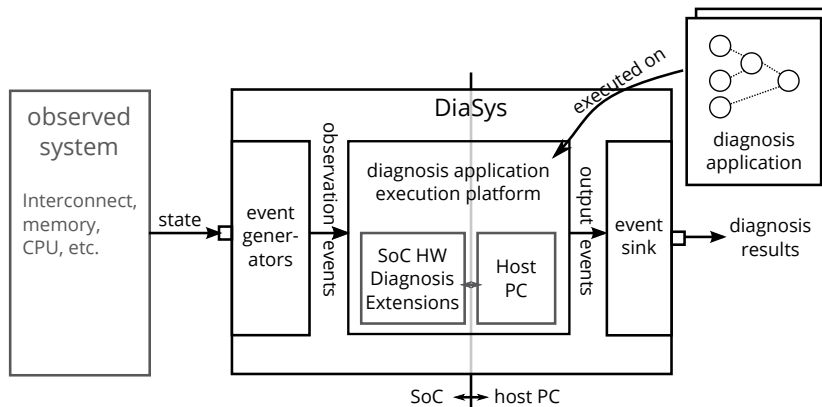 observed
system
Interconnect,
memory,
CPU, etc.
state
DiaSys
event
gener-
ators
observation
events
diagnosis application
execution platform
SoC HW
Diagnosis
Extensions
Host
PC
output
events
event
sink
executed on
diagnosis
application
diagnosis
results
SoC
host PC